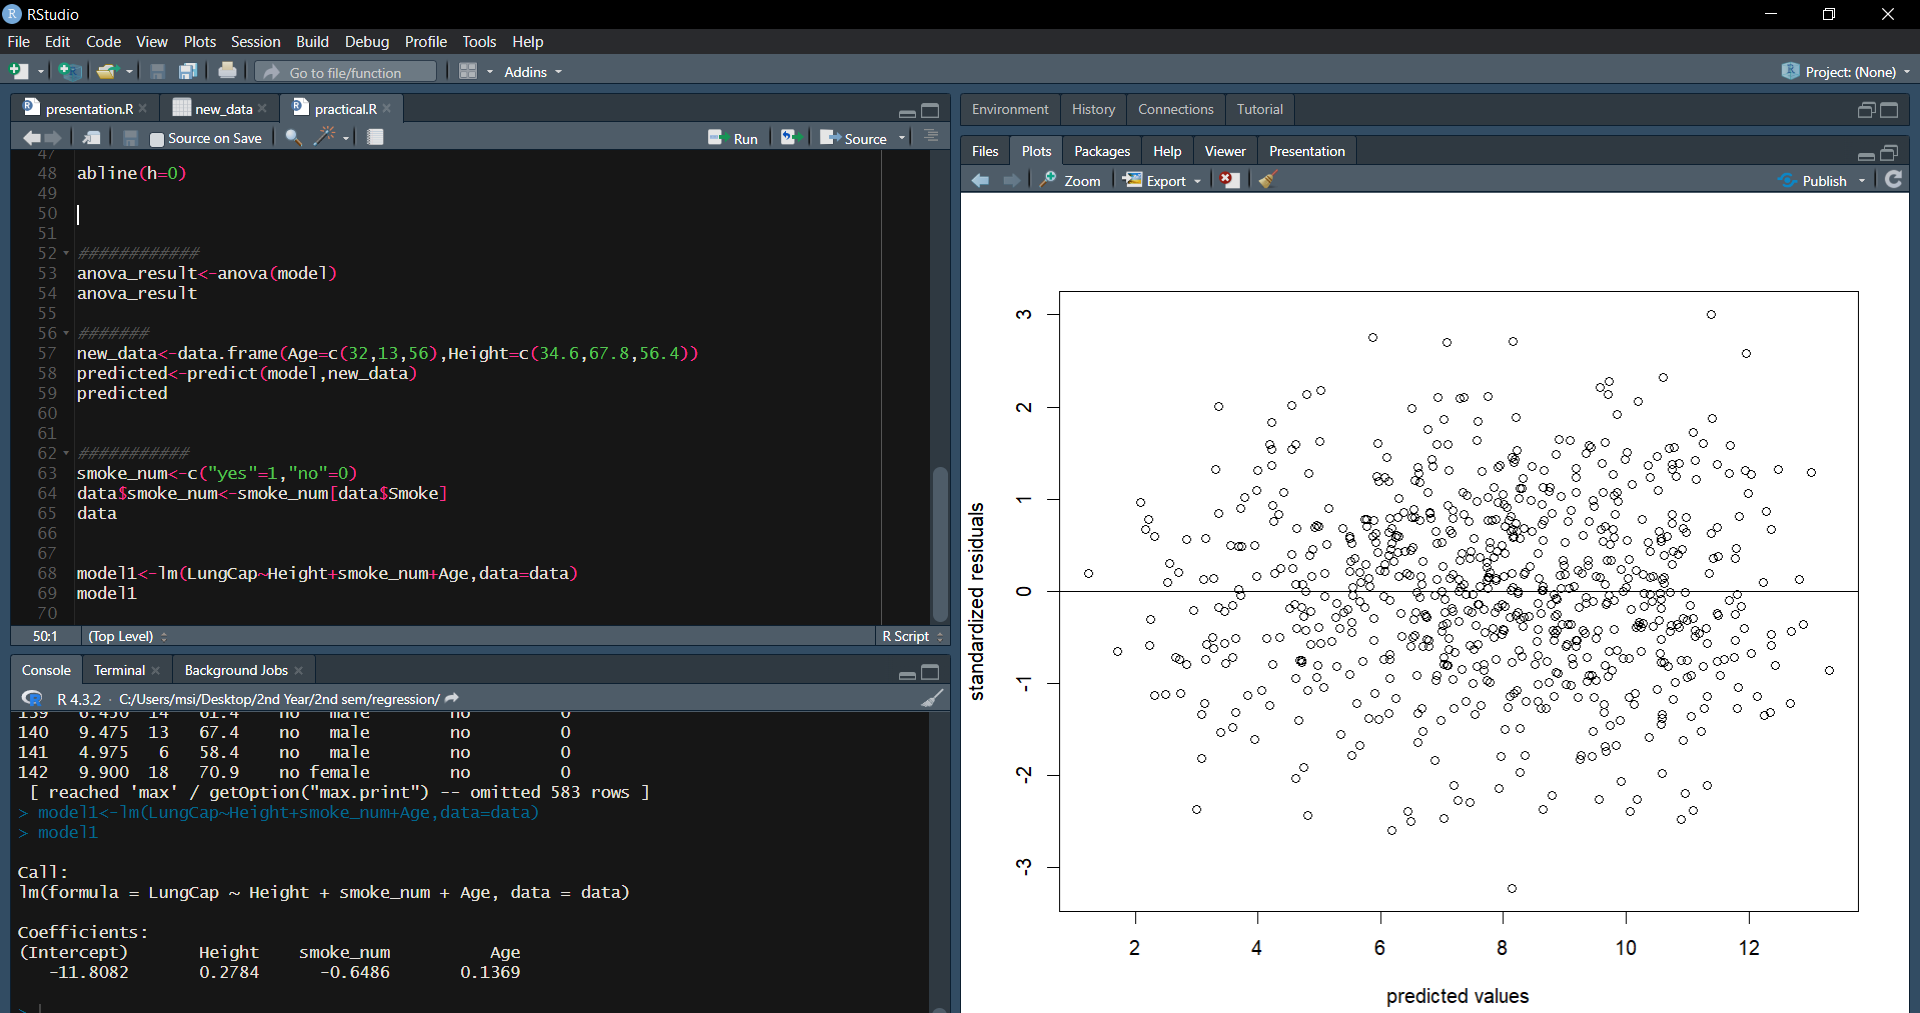 RStudio
File Edit Code View Plots Session Build Debug Profile Tools Help
Go to file/function Addins Project: (None)
presentation.R new_data practical.R
Source on Save Run Source
47
48 abline(h=0)
49
50
51
52 ############
53 anova_result<-anova(model)
54 anova_result
55
56 #######
57 new_data<-data.frame(Age=c(32,13,56),Height=c(34.6,67.8,56.4))
58 predicted<-predict(model,new_data)
59 predicted
60
61
62 ###########
63 smoke_num<-c("yes"=1,"no"=0)
64 data$smoke_num<-smoke_num[data$Smoke]
65 data
66
67
68 model1<-lm(LungCap~Height+smoke_num+Age,data=data)
69 model1
70
50:1 (Top Level) R Script
Console Terminal Background Jobs
R 4.3.2 · C:/Users/msi/Desktop/2nd Year/2nd sem/regression/
139 6.450 14 61.4 no male no 0
140 9.475 13 67.4 no male no 0
141 4.975 6 58.4 no male no 0
142 9.900 18 70.9 no female no 0
[ reached 'max' / getOption("max.print") -- omitted 583 rows ]
> model1<-lm(LungCap~Height+smoke_num+Age,data=data)
> model1
Call:
lm(formula = LungCap ~ Height + smoke_num + Age, data = data)
Coefficients:
(Intercept) Height smoke_num Age
-11.8082 0.2784 -0.6486 0.1369
>
Environment History Connections Tutorial
Files Plots Packages Help Viewer Presentation
Zoom Export Publish
standardized residuals
3
2
1
0
-1
-2
-3
2 4 6 8 10 12
predicted values